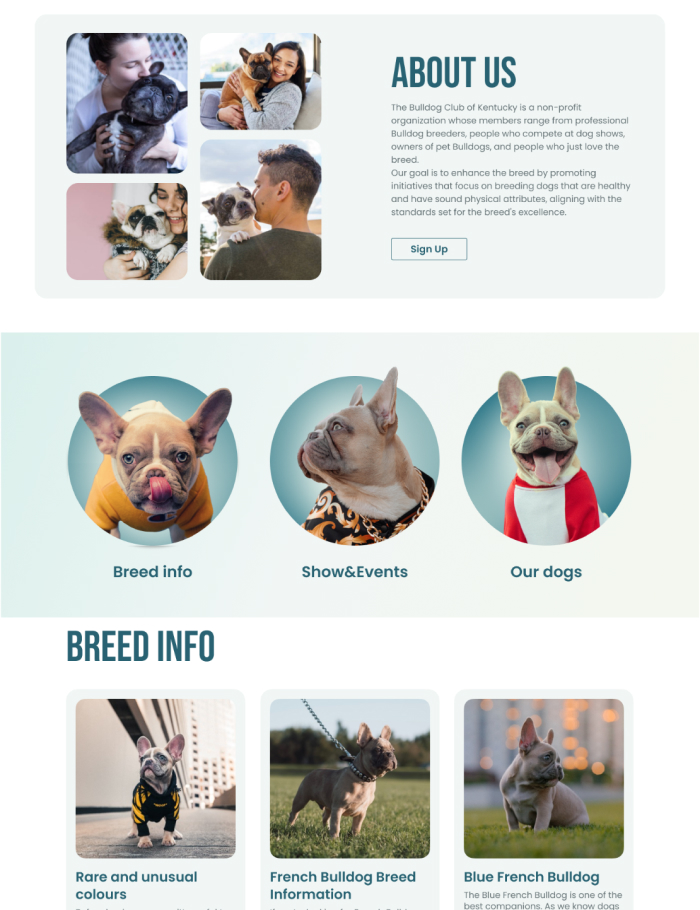 ABOUT US
The Bulldog Club of Kentucky is a non-profit
organization whose members range from professional
Bulldog breeders, people who compete at dog shows,
owners of pet Bulldogs, and people who just love the
breed.
Our goal is to enhance the breed by promoting
initiatives that focus on breeding dogs that are healthy
and have sound physical attributes, aligning with the
standards set for the breed's excellence.
Sign Up
Breed info
Show&Events
Our dogs
BREED INFO
Rare and unusual
colours
French Bulldog Breed
Information
Blue French Bulldog
The Blue French Bulldog is one of the
best companions. As we know dogs